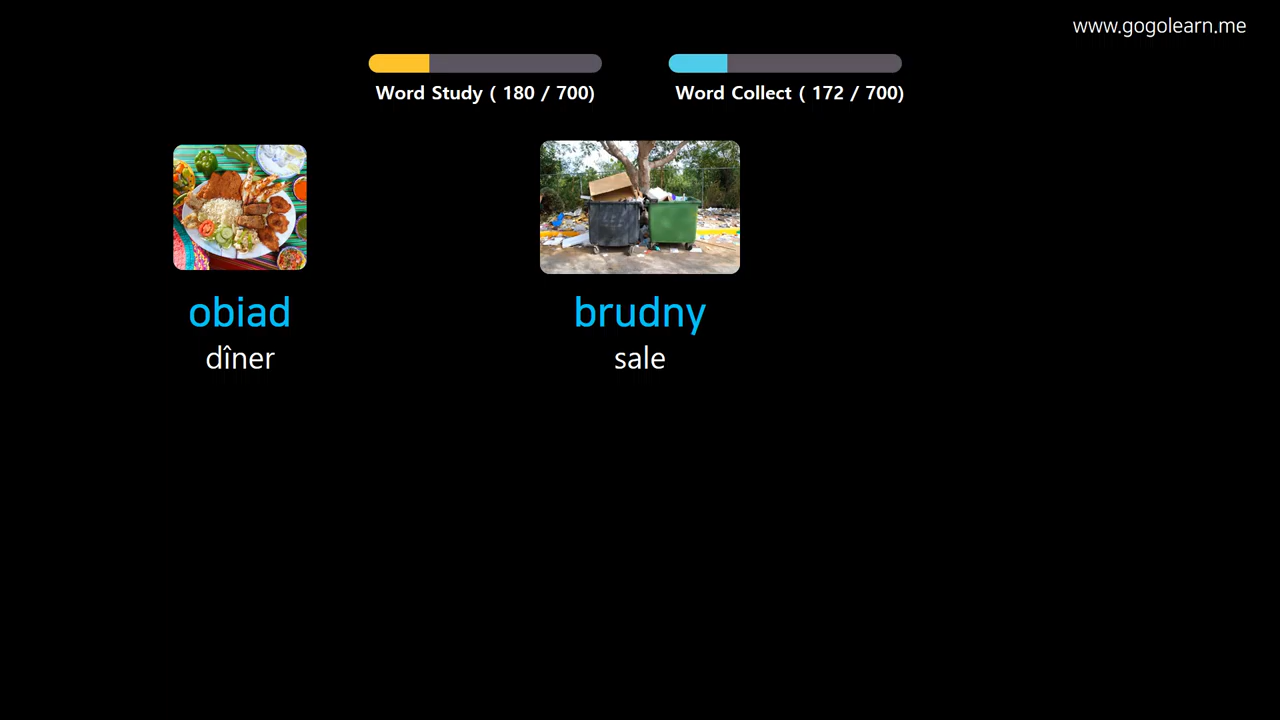 www.gogolearn.me
Word Study ( 180 / 700)
Word Collect ( 172 / 700)
obiad
dîner
brudny
sale